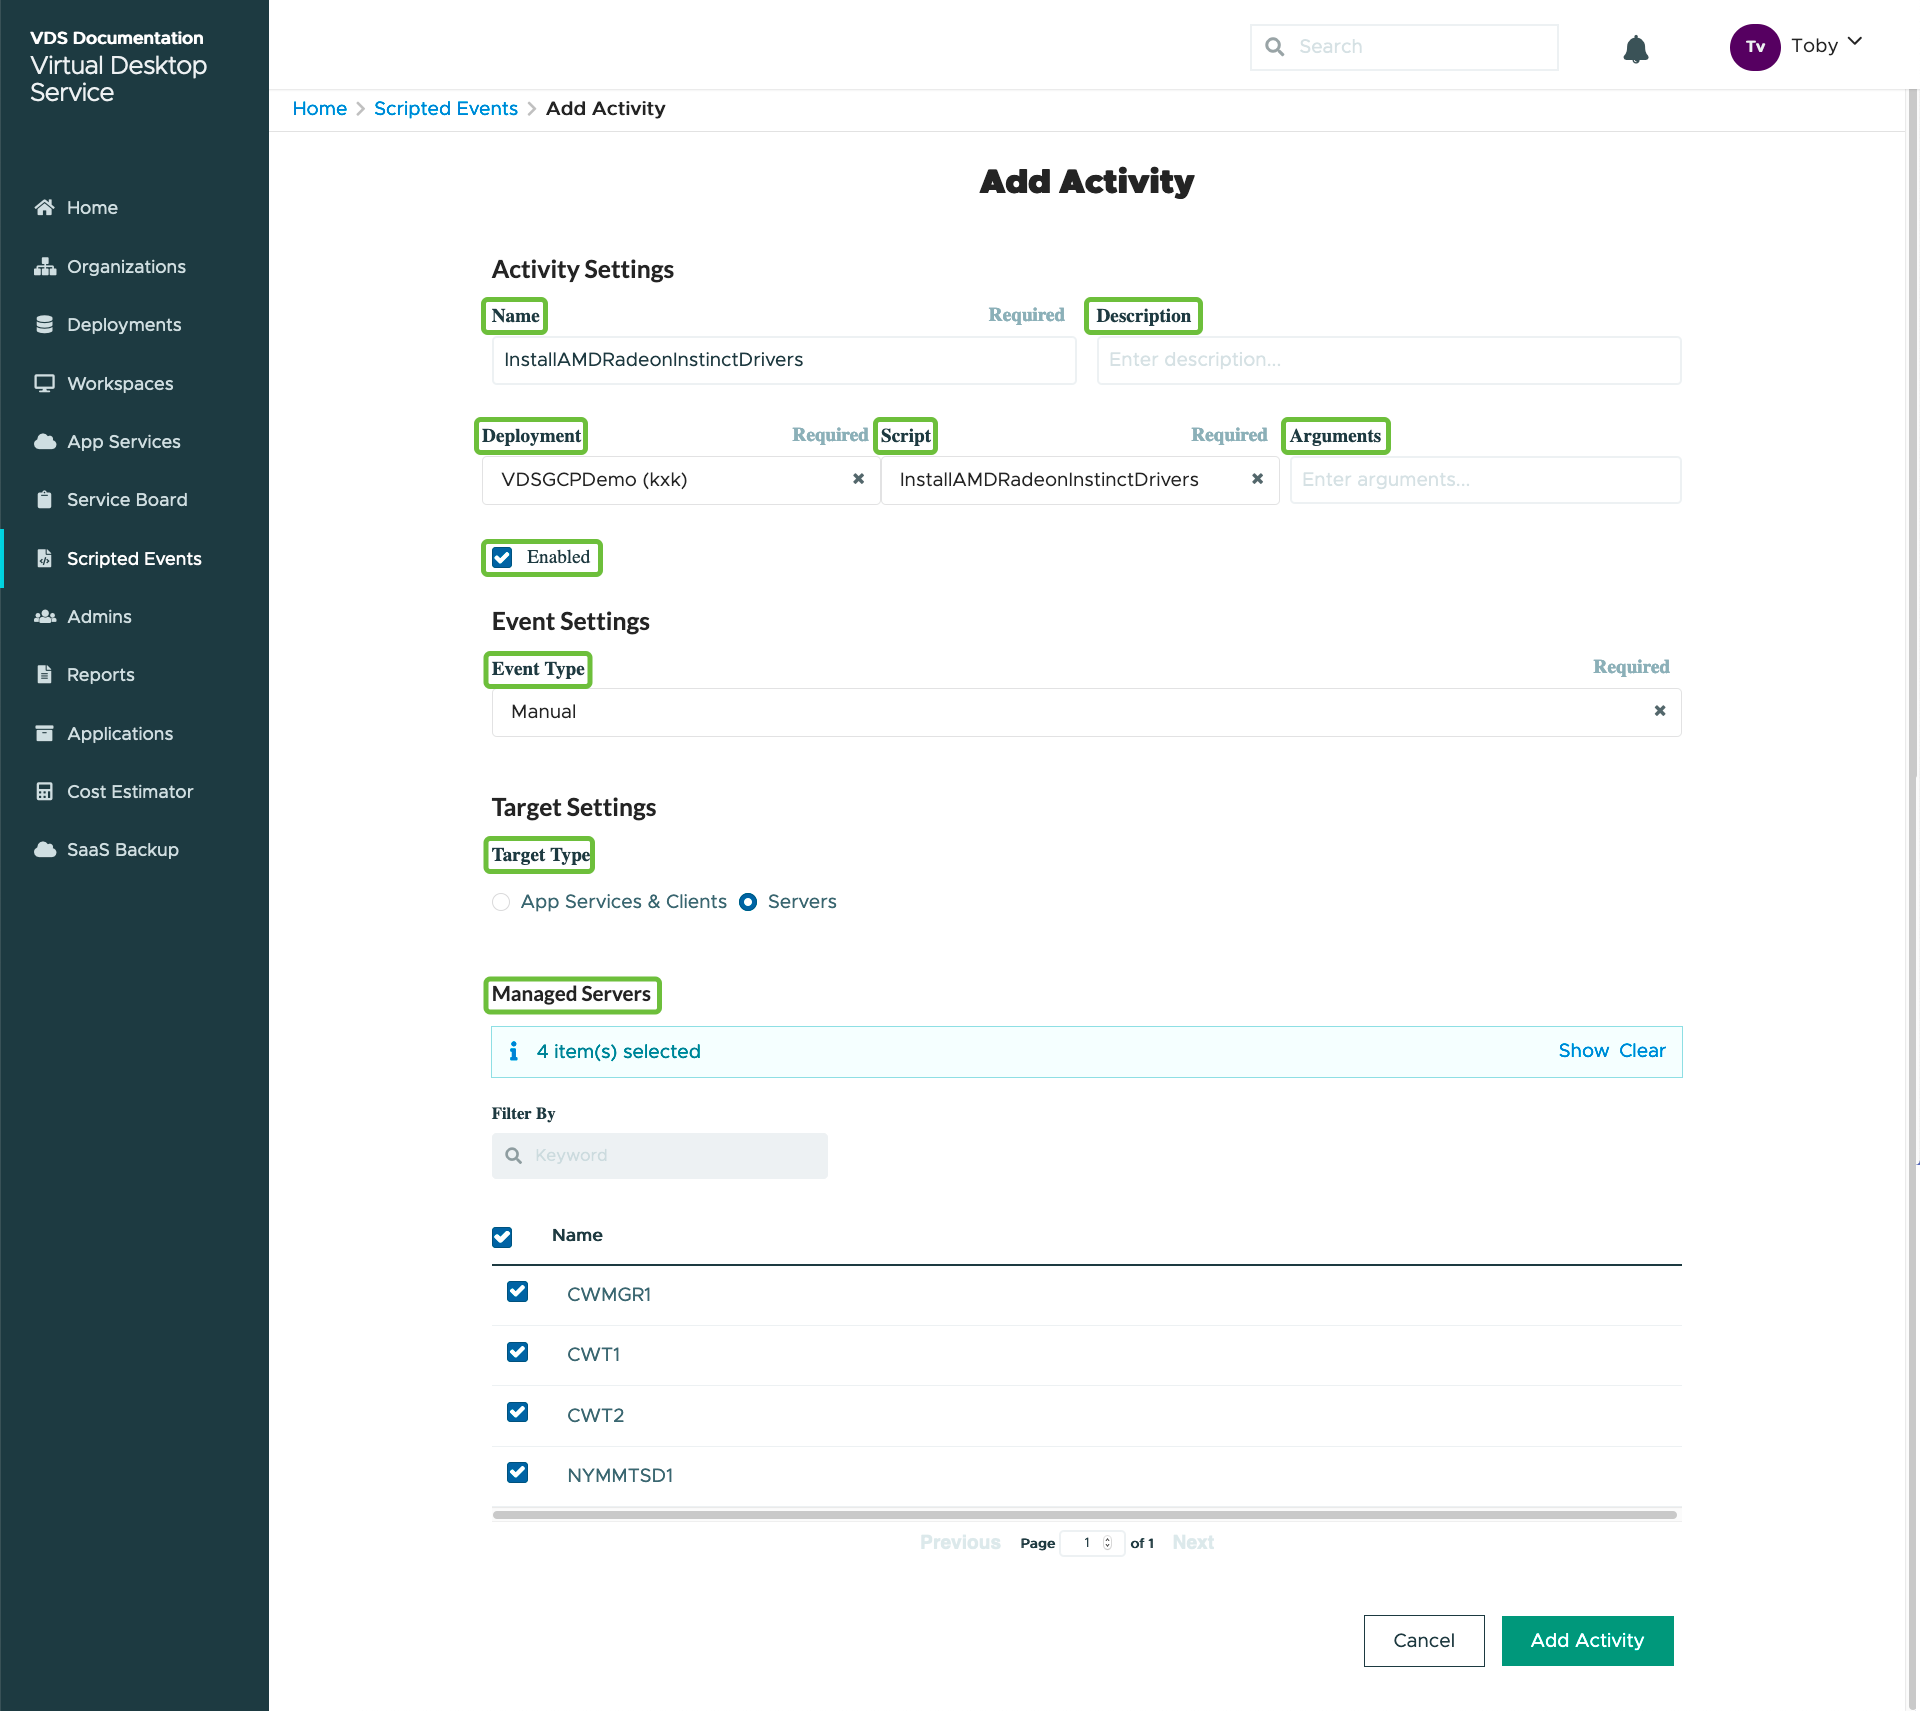 VDS Documentation
Virtual Desktop
Service
Search
Tv
Toby
Home
Organizations
Deployments
Workspaces
App Services
Service Board
Scripted Events
Admins
Reports
Applications
Cost Estimator
SaaS Backup
Home > Scripted Events > Add Activity
Add Activity
Activity Settings
Name Required Description
InstallAMDRadeonInstinctDrivers Enter description...
Deployment Required Script Required Arguments
VDSGCPDemo (kxk) InstallAMDRadeonInstinctDrivers Enter arguments...
Enabled
Event Settings
Event Type Required
Manual
Target Settings
Target Type
App Services & Clients Servers
Managed Servers
4 item(s) selected Show Clear
Filter By
Keyword
Name
CWMGR1
CWT1
CWT2
NYMMTSD1
Previous Page 1 of 1 Next
Cancel Add Activity